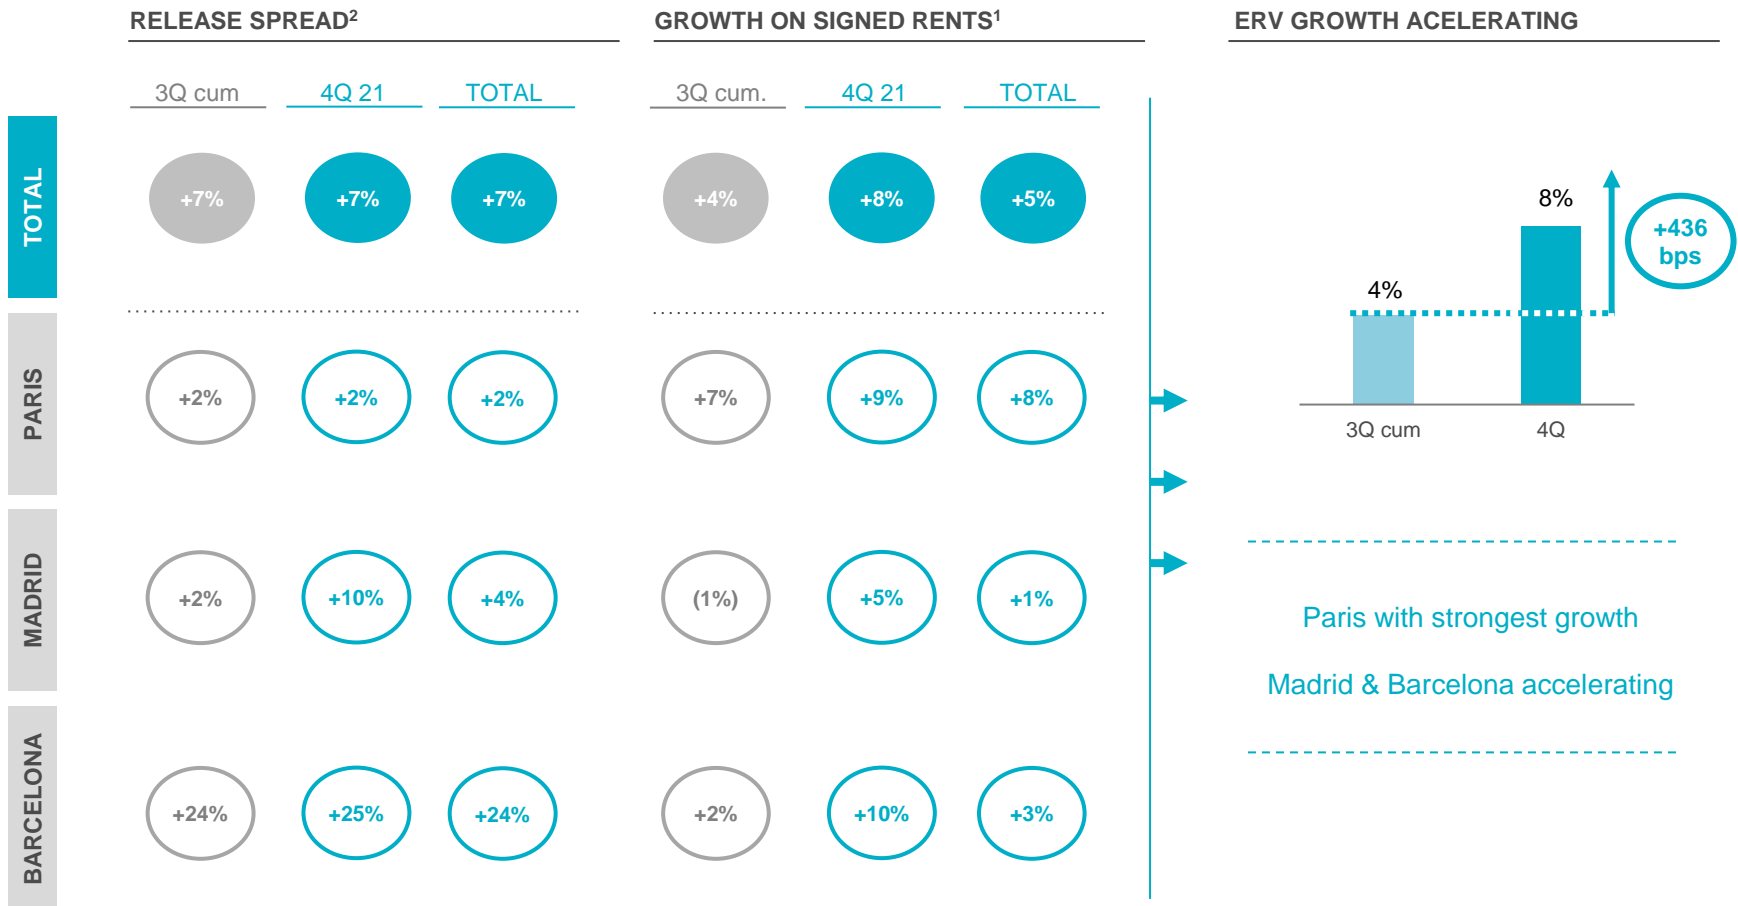 RELEASE SPREAD²
GROWTH ON SIGNED RENTS¹
ERV GROWTH ACELERATING
3Q cum
4Q 21
TOTAL
3Q cum.
4Q 21
TOTAL
TOTAL
+7%
+7%
+7%
+4%
+8%
+5%
PARIS
+2%
+2%
+2%
+7%
+9%
+8%
MADRID
+2%
+10%
+4%
(1%)
+5%
+1%
BARCELONA
+24%
+25%
+24%
+2%
+10%
+3%
4%
8%
+436
bps
3Q cum
4Q
Paris with strongest growth
Madrid & Barcelona accelerating